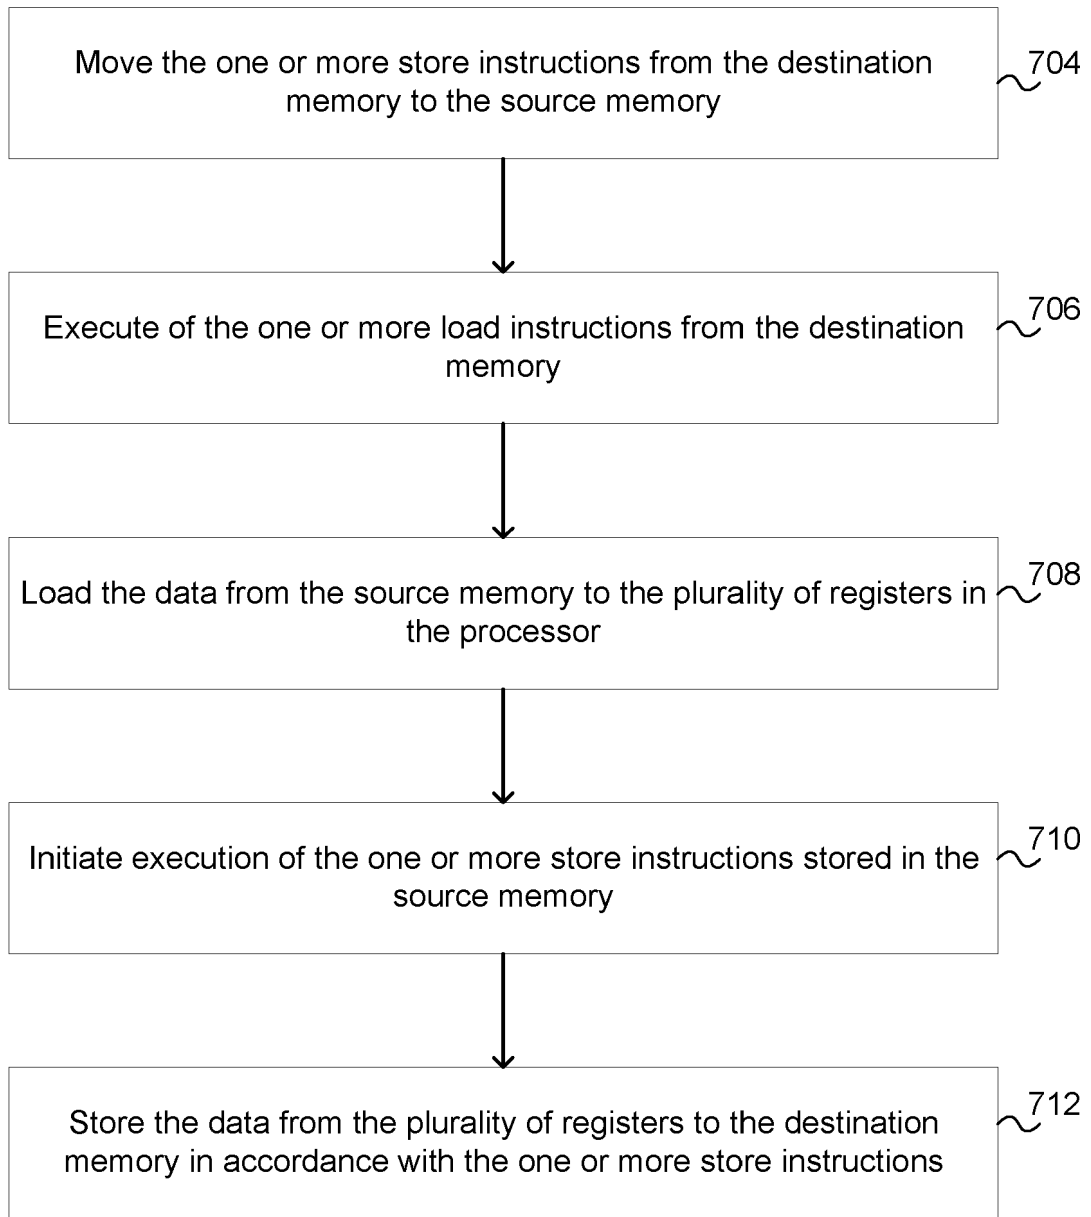 Move the one or more store instructions from the destination
memory to the source memory
704
Execute of the one or more load instructions from the destination
memory
706
Load the data from the source memory to the plurality of registers in
the processor
708
Initiate execution of the one or more store instructions stored in the
source memory
710
Store the data from the plurality of registers to the destination
memory in accordance with the one or more store instructions
712